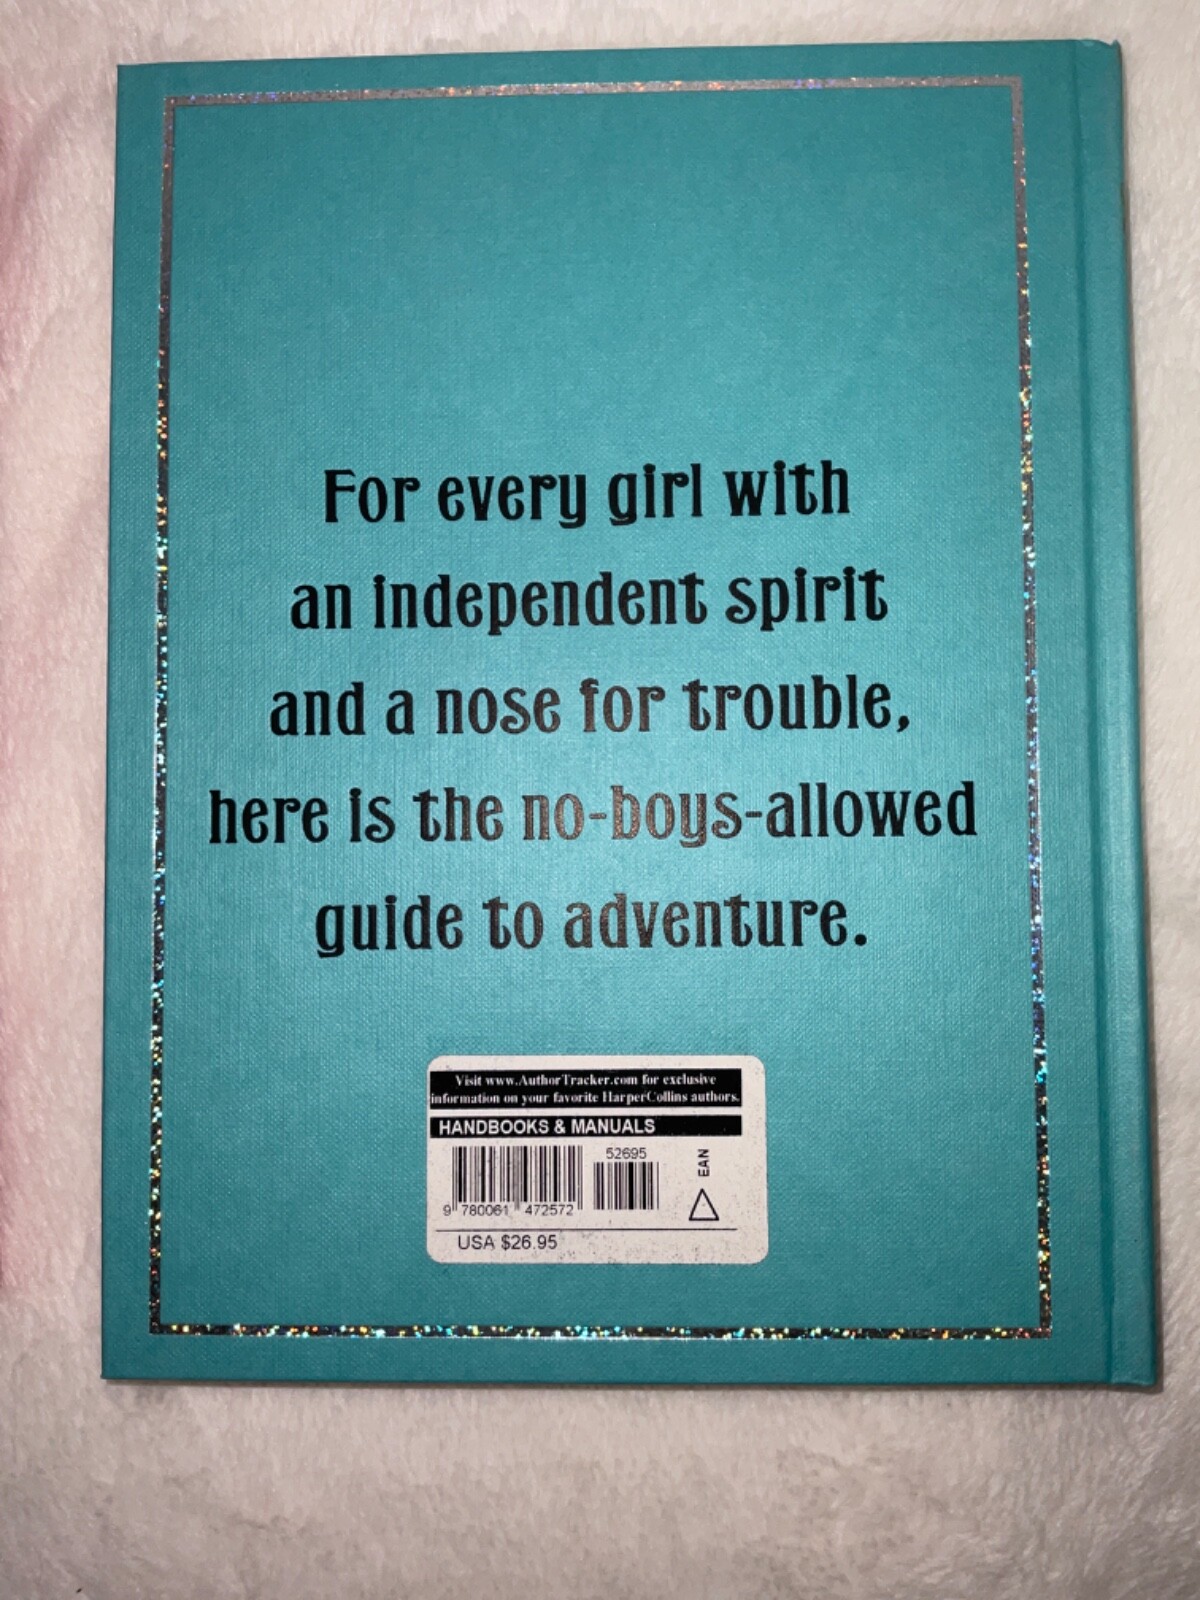 For every girl with
an independent spirit
and a nose for trouble,
here is the no-boys-allowed
guide to adventure.
Visit www.AuthorTracker.com for exclusive
information on your favorite HarperCollins authors.
HANDBOOKS & MANUALS
52695
EAN
9 780061 472572
USA $26.95